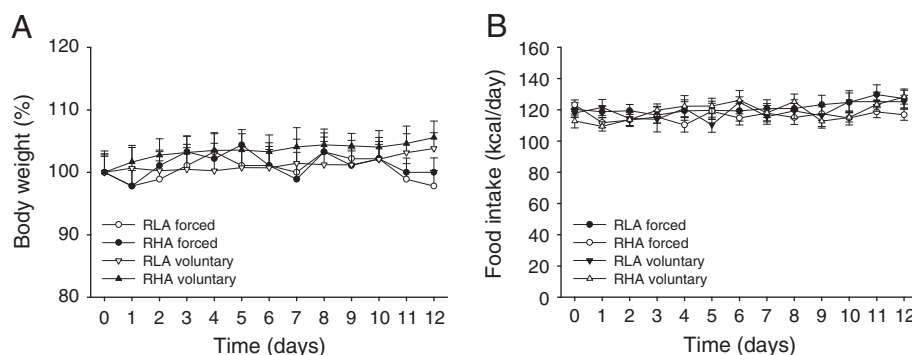 A
Body weight (%)
120
110
100
90
80
RLA forced
RHA forced
RLA voluntary
RHA voluntary
0 1 2 3 4 5 6 7 8 9 10 11 12
Time (days)
B
Food intake (kcal/day)
160
140
120
100
80
60
40
20
0
RLA forced
RHA forced
RLA voluntary
RHA voluntary
0 1 2 3 4 5 6 7 8 9 10 11 12
Time (days)